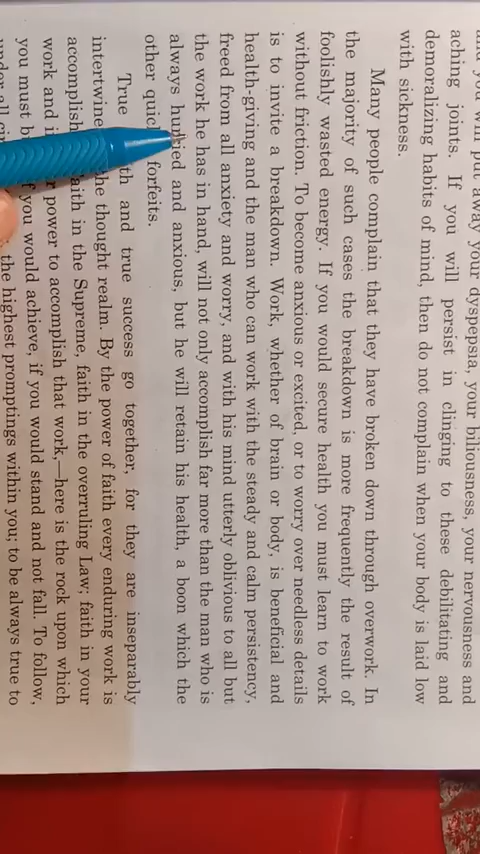 and you will put away your dyspepsia, your biliousness, your nervousness and
aching joints. If you will persist in clinging to these debilitating and
demoralizing habits of mind, then do not complain when your body is laid low
with sickness.
Many people complain that they have broken down through overwork. In
the majority of such cases the breakdown is more frequently the result of
foolishly wasted energy. If you would secure health you must learn to work
without friction. To become anxious or excited, or to worry over needless details
is to invite a breakdown. Work, whether of brain or body, is beneficial and
health-giving and the man who can work with the steady and calm persistency,
freed from all anxiety and worry, and with his mind utterly oblivious to all but
the work he has in hand, will not only accomplish far more than the man who is
always hurried and anxious, but he will retain his health, a boon which the
other forfeits.
True and true success go together, for they are inseparably
the thought realm. By the power of faith every enduring work is
faith in the Supreme, faith in the overruling Law; faith in your
work and power to accomplish that work,—here is the rock upon which
you must if you would achieve, if you would stand and not fall. To follow,
under all the highest promptings within you; to be always true to